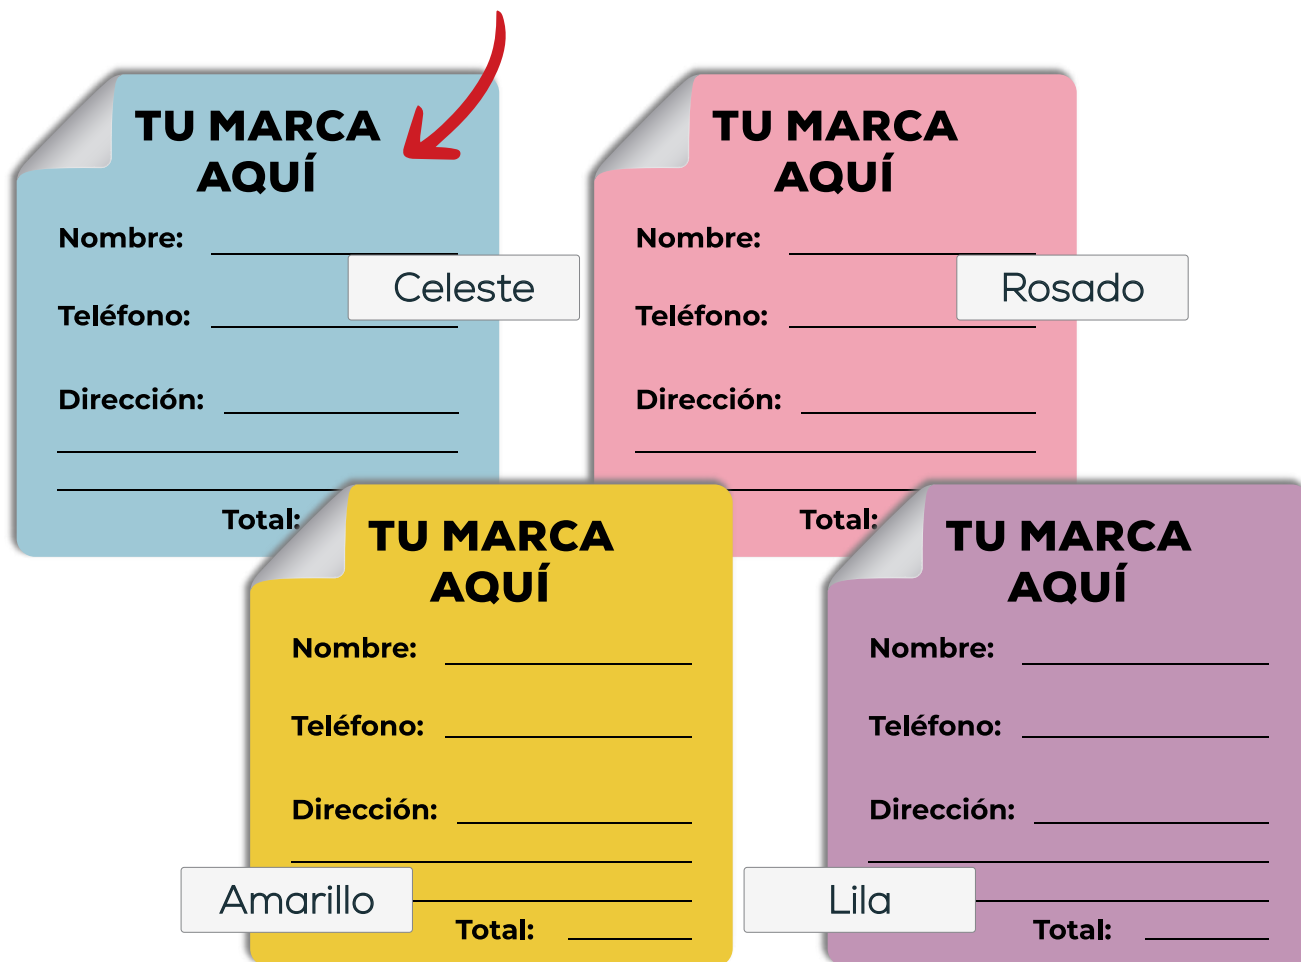 TU MARCA
AQUÍ
Nombre:
Teléfono:
Dirección:
Total:
Celeste
TU MARCA
AQUÍ
Nombre:
Teléfono:
Dirección:
Total:
Rosado
TU MARCA
AQUÍ
Nombre:
Teléfono:
Dirección:
Total:
Amarillo
TU MARCA
AQUÍ
Nombre:
Teléfono:
Dirección:
Total:
Lila